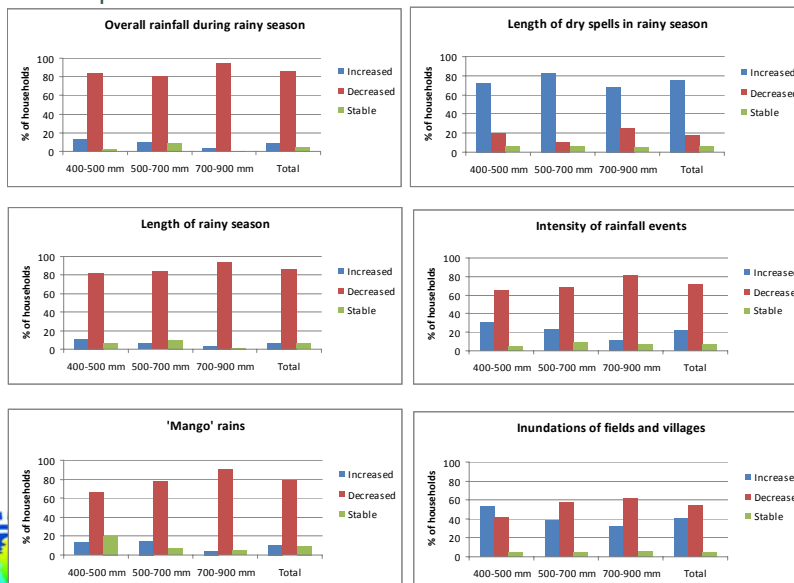 Overall rainfall during rainy season
% of households
100
80
60
40
20
0
400-500 mm 500-700 mm 700-900 mm Total
Increased
Decreased
Stable
Length of dry spells in rainy season
% of households
100
80
60
40
20
0
400-500 mm 500-700 mm 700-900 mm Total
Increased
Decreased
Stable
Length of rainy season
% of households
100
80
60
40
20
0
400-500 mm 500-700 mm 700-900 mm Total
Increased
Decreased
Stable
Intensity of rainfall events
% of households
100
80
60
40
20
0
400-500 mm 500-700 mm 700-900 mm Total
Increased
Decreased
Stable
'Mango' rains
% of households
100
80
60
40
20
0
400-500 mm 500-700 mm 700-900 mm Total
Increased
Decreased
Stable
Inundations of fields and villages
% of households
100
80
60
40
20
0
400-500 mm 500-700 mm 700-900 mm Total
Increased
Decreased
Stable